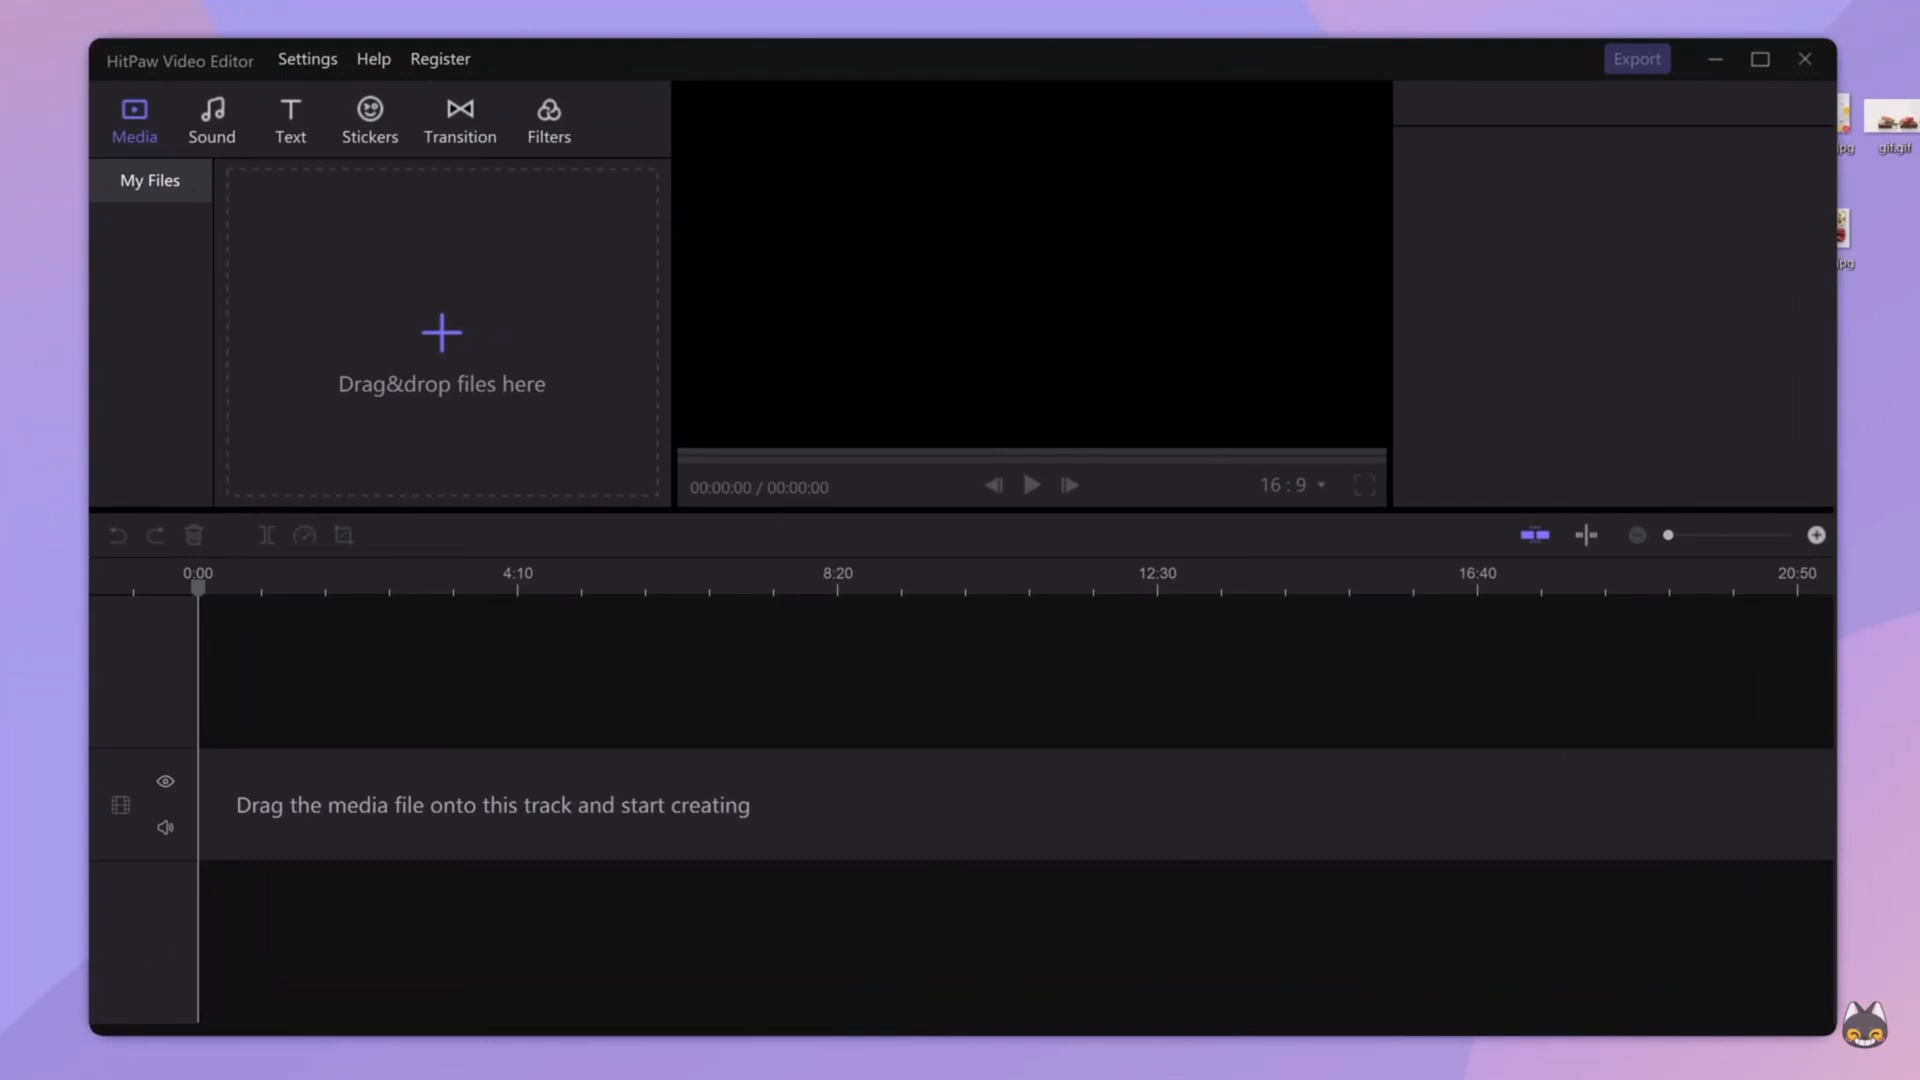 HitPaw Video Editor Settings Help Register Export
Media Sound Text Stickers Transition Filters
My Files
jpg gif.gif
jpg
Drag&drop files here
00:00:00 / 00:00:00 16 : 9
0:00 4:10 8:20 12:30 16:40 20:50
Drag the media file onto this track and start creating